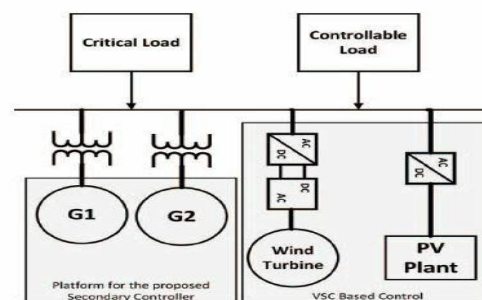 Critical Load
Controllable
Load
AC
DC
DC
AC
AC
DC
G1
G2
Wind
Turbine
PV
Plant
Platform for the proposed
Secondary Controller
VSC Based Control